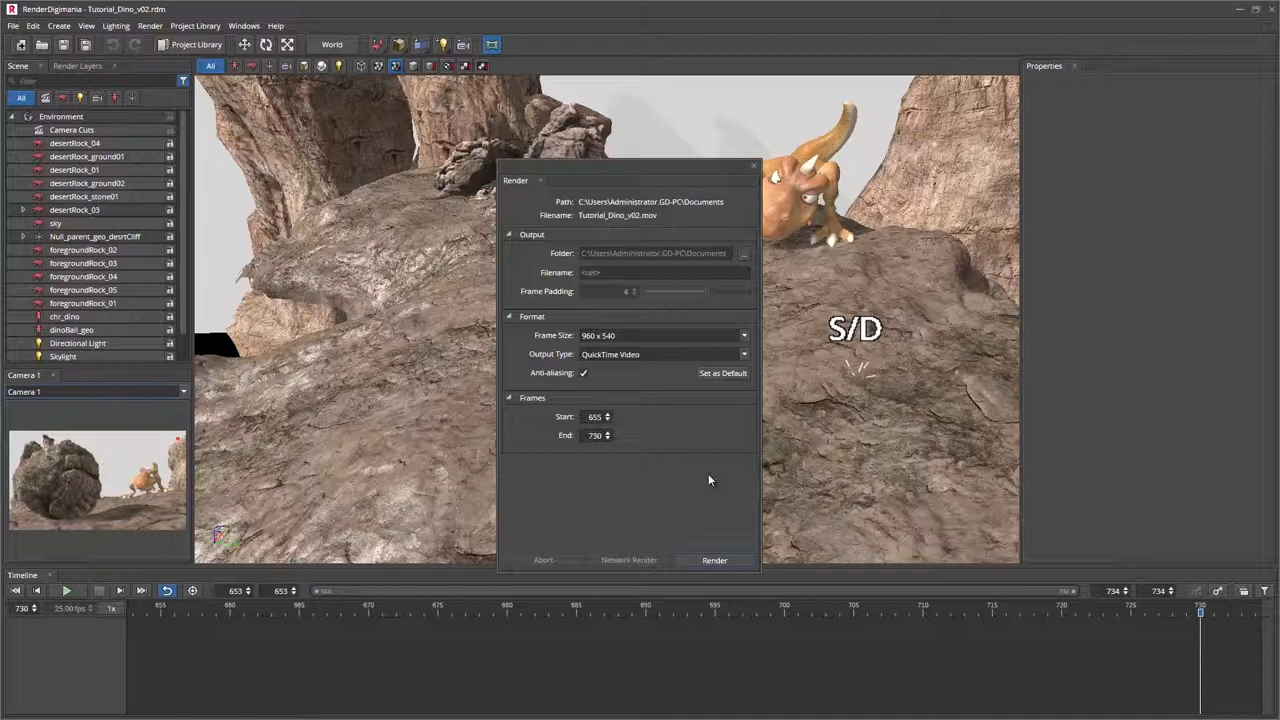 RenderDigimania - Tutorial_Dino_v02.rdm
File Edit Create View Lighting Render Project Library Windows Help
Project Library World
Scene Render Layers All Properties
Filter
All
Environment
Camera Cuts
desertRock_04
desertRock_ground01
desertRock_01
desertRock_ground02
desertRock_stone01
desertRock_03
sky
Null_parent_geo_desrtCliff
foregroundRock_02
foregroundRock_03
foregroundRock_04
foregroundRock_05
foregroundRock_01
chr_dino
dinoBall_geo
Directional Light
Skylight
Camera 1
Camera 1
Render
Path: C:\Users\Administrator.GD-PC\Documents
Filename: Tutorial_Dino_v02.mov
Output
Folder: C:\Users\Administrator.GD-PC\Documents ...
Filename: <set>
Frame Padding: 4
Format
Frame Size: 960 x 540
Output Type: QuickTime Video
Anti-aliasing: Set as Default
Frames
Start: 655
End: 730
Abort Network Render Render
S/D
Timeline
653 653 734 734
730 25.00 fps 1x 655 660 665 670 675 680 685 690 695 700 705 710 715 720 725 730